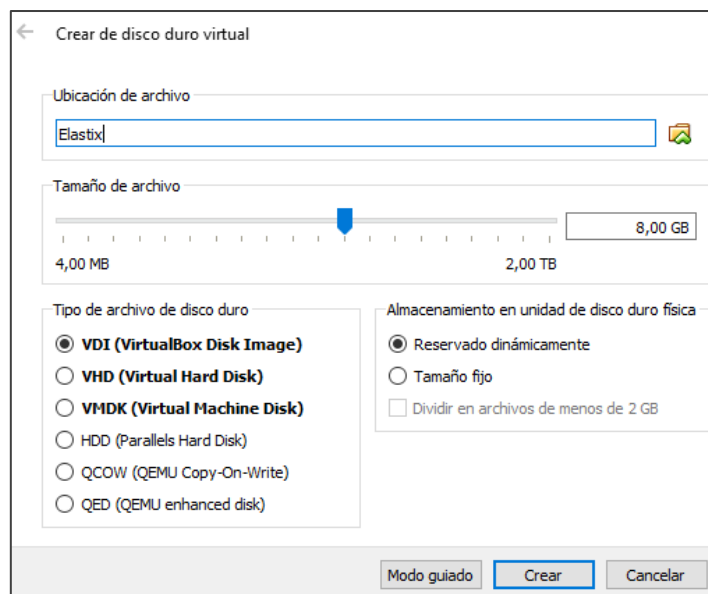 Crear de disco duro virtual
Ubicación de archivo
Elastix
Tamaño de archivo
8,00 GB
4,00 MB 2,00 TB
Tipo de archivo de disco duro
VDI (VirtualBox Disk Image)
VHD (Virtual Hard Disk)
VMDK (Virtual Machine Disk)
HDD (Parallels Hard Disk)
QCOW (QEMU Copy-On-Write)
QED (QEMU enhanced disk)
Almacenamiento en unidad de disco duro física
Reservado dinámicamente
Tamaño fijo
Dividir en archivos de menos de 2 GB
Modo guiado Crear Cancelar